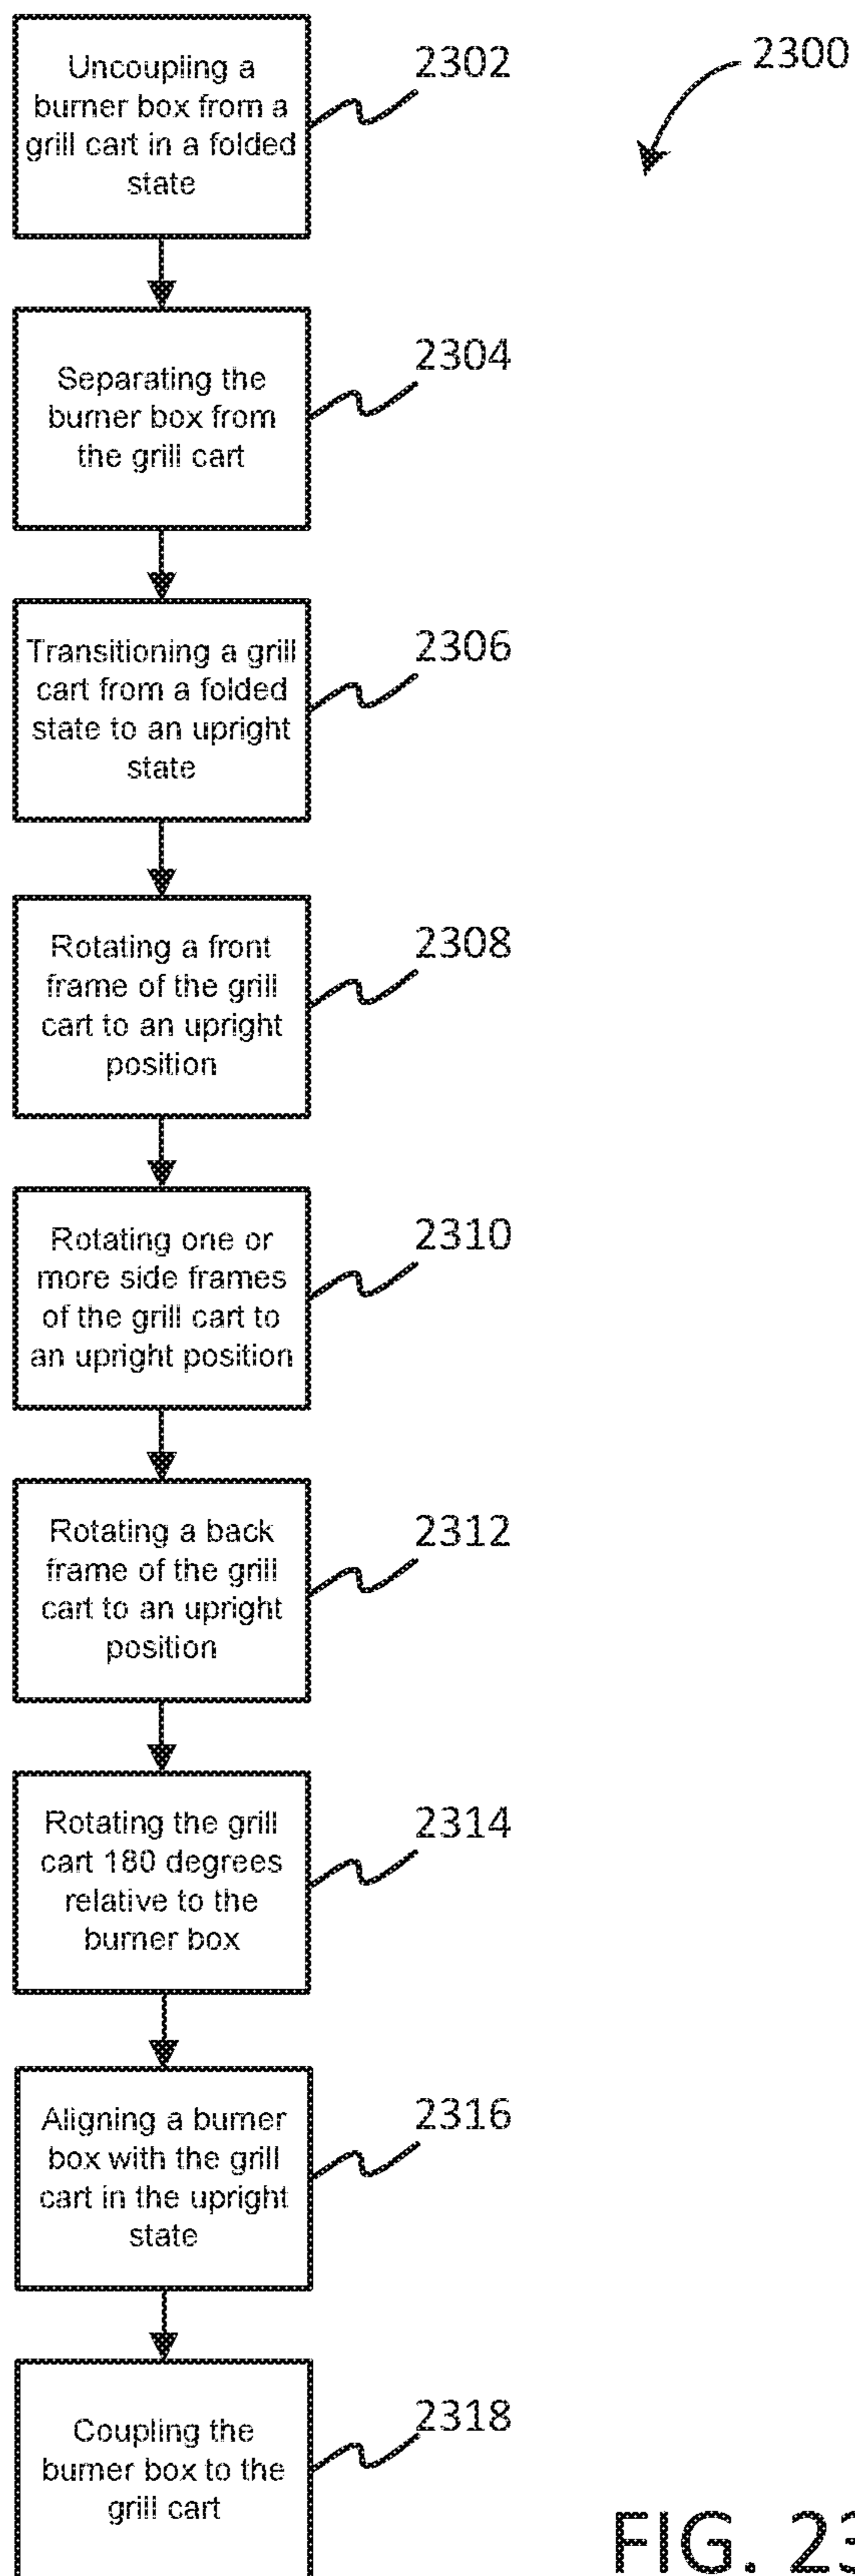 Uncoupling a
burner box from a
grill cart in a folded
state
2302
2300
Separating the
burner box from
the grill cart
2304
Transitioning a grill
cart from a folded
state to an upright
state
2306
Rotating a front
frame of the grill
cart to an upright
position
2308
Rotating one or
more side frames
of the grill cart to
an upright position
2310
Rotating a back
frame of the grill
cart to an upright
position
2312
Rotating the grill
cart 180 degrees
relative to the
burner box
2314
Aligning a burner
box with the grill
cart in the upright
state
2316
Coupling the
burner box to the
grill cart
2318
FIG. 23